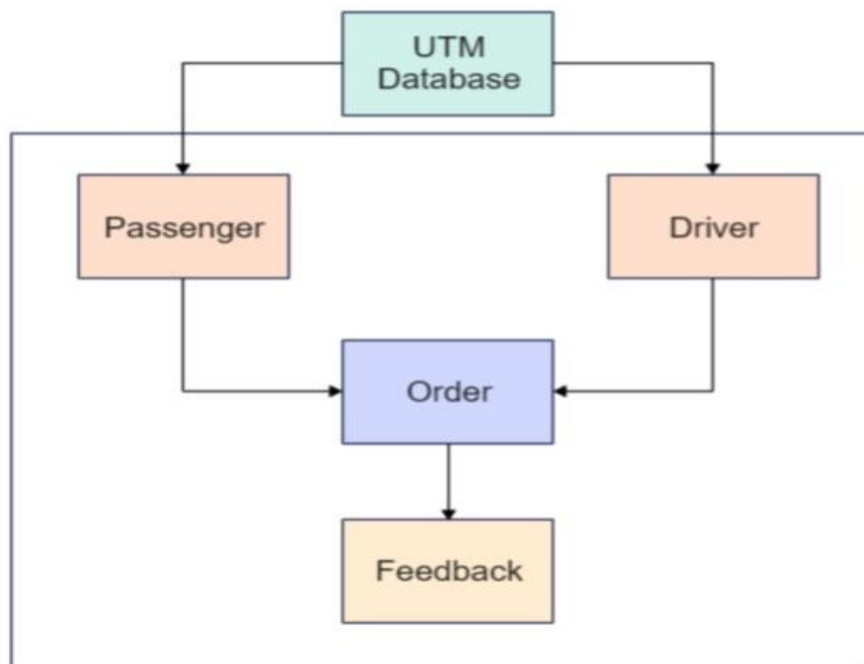 UTM
Database
Passenger
Driver
Order
Feedback